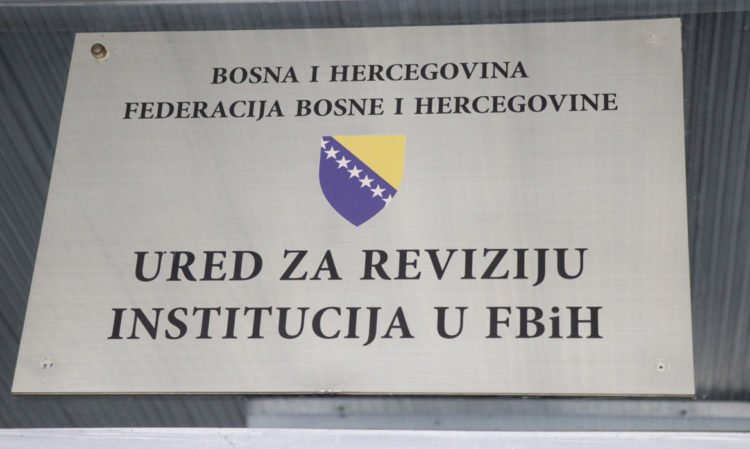 BOSNA I HERCEGOVINA
FEDERACIJA BOSNE I HERCEGOVINE
URED ZA REVIZIJU
INSTITUCIJA U FBiH